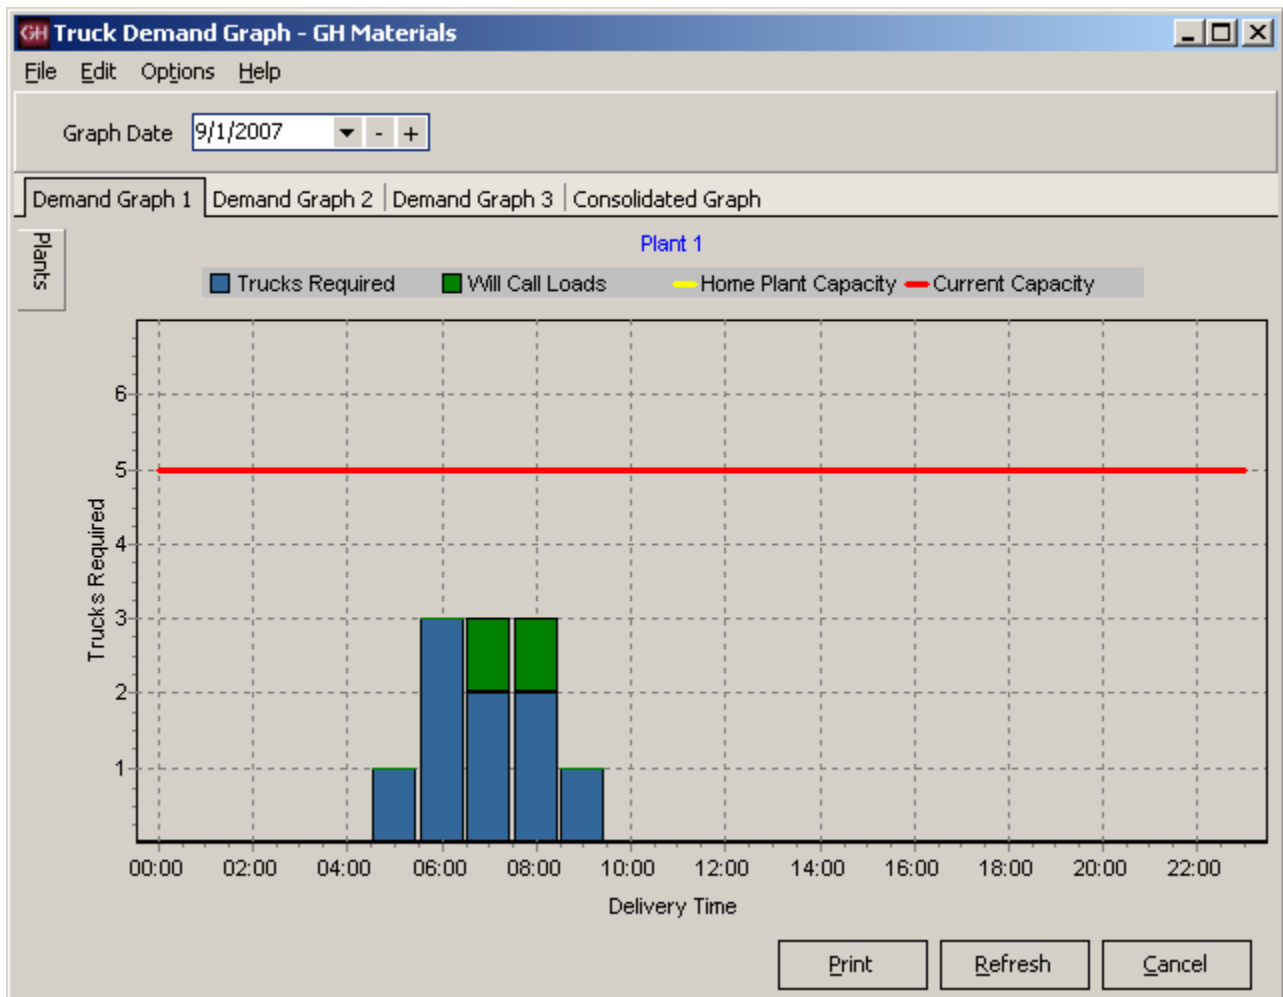 GH Truck Demand Graph - GH Materials
File Edit Options Help
Graph Date 9/1/2007 - +
Demand Graph 1 Demand Graph 2 Demand Graph 3 Consolidated Graph
Plants
Plant 1
Trucks Required Will Call Loads Home Plant Capacity Current Capacity
Trucks Required
6
5
4
3
2
1
00:00 02:00 04:00 06:00 08:00 10:00 12:00 14:00 16:00 18:00 20:00 22:00
Delivery Time
Print Refresh Cancel